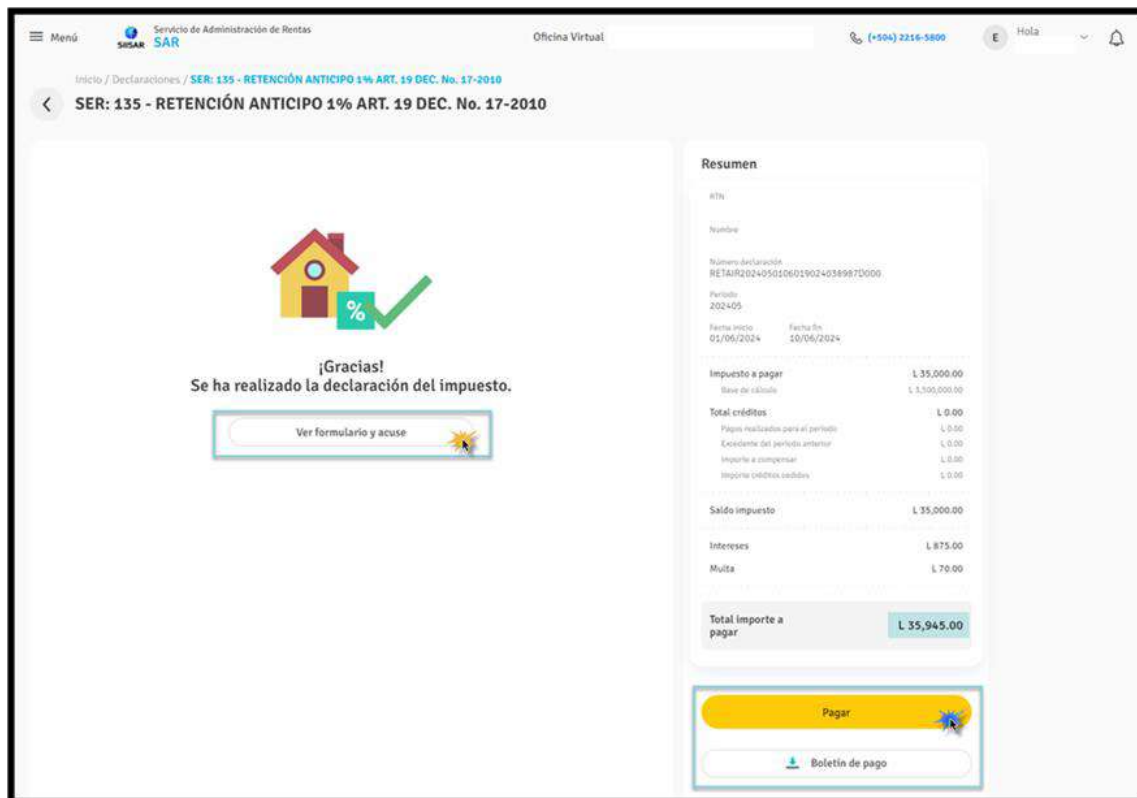 Menú
SIISAR
Servicio de Administración de Rentas
SAR
Oficina Virtual
(+504) 2216-5800
E
Hola
Inicio / Declaraciones / SER: 135 - RETENCIÓN ANTICIPO 1% ART. 19 DEC. No. 17-2010
SER: 135 - RETENCIÓN ANTICIPO 1% ART. 19 DEC. No. 17-2010
%
¡Gracias!
Se ha realizado la declaración del impuesto.
Ver formulario y acuse
Resumen
RTN
Nombre
Número declaración
RETAIR2024050106019024038987D000
Periodo
202405
Fecha inicio Fecha fin
01/06/2024 10/06/2024
Impuesto a pagar L 35,000.00
Base de cálculo L 3,500,000.00
Total créditos L 0.00
Pagos realizados para el período L 0.00
Excedente del período anterior L 0.00
Importe a compensar L 0.00
Importe créditos cedidos L 0.00
Saldo impuesto L 35,000.00
Intereses L 875.00
Multa L 70.00
Total importe a
pagar L 35,945.00
Pagar
Boletín de pago